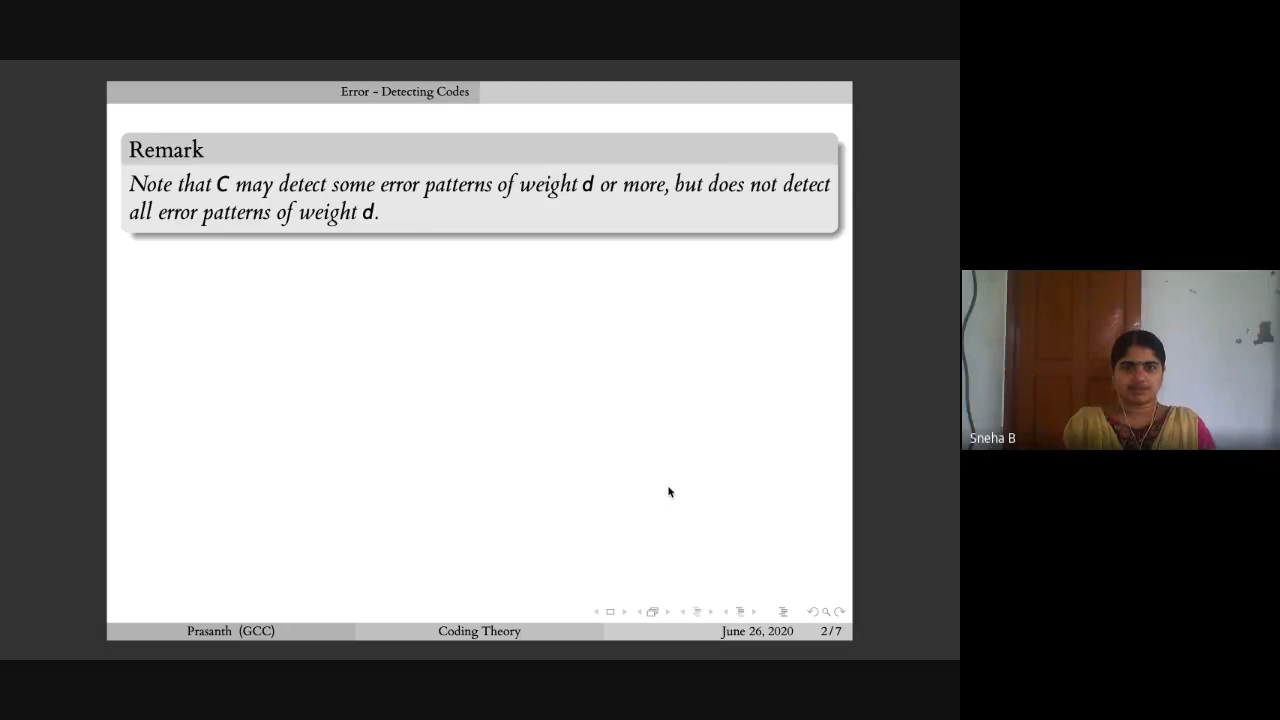 Error - Detecting Codes
Remark
Note that C may detect some error patterns of weight d or more, but does not detect
all error patterns of weight d.
Sneha B
Prasanth (GCC)
Coding Theory
June 26, 2020
2/7